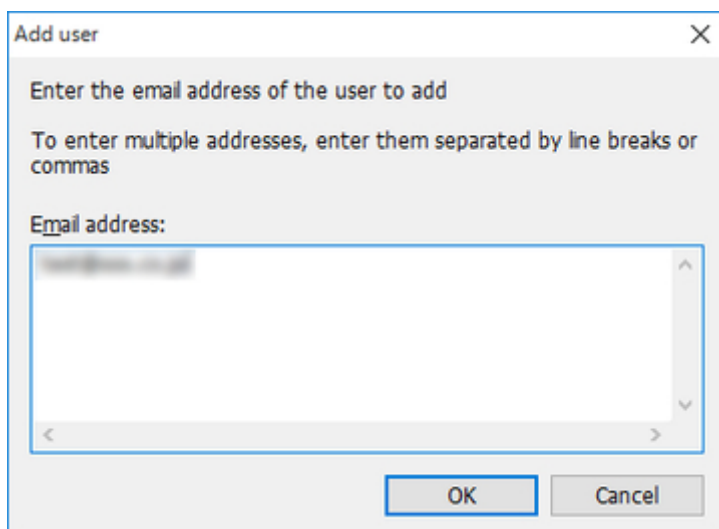 Add user
Enter the email address of the user to add
To enter multiple addresses, enter them separated by line breaks or
commas
Email address:
OK
Cancel